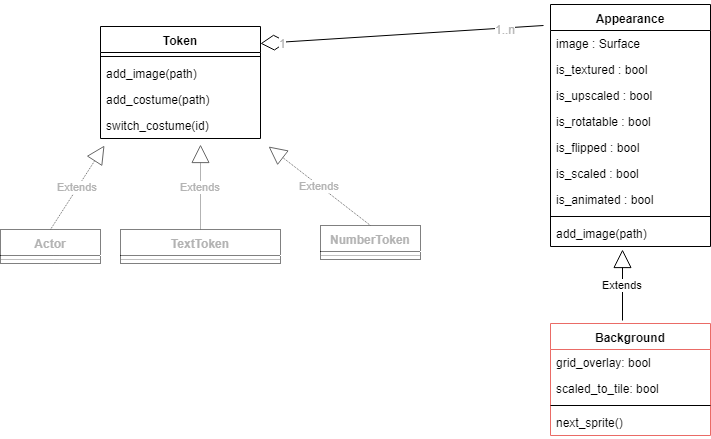 Token
add_image(path)
add_costume(path)
switch_costume(id)
1
1..n
Appearance
image : Surface
is_textured : bool
is_upscaled : bool
is_rotatable : bool
is_flipped : bool
is_scaled : bool
is_animated : bool
add_image(path)
Extends
Extends
Extends
Actor
TextToken
NumberToken
Extends
Background
grid_overlay: bool
scaled_to_tile: bool
next_sprite()